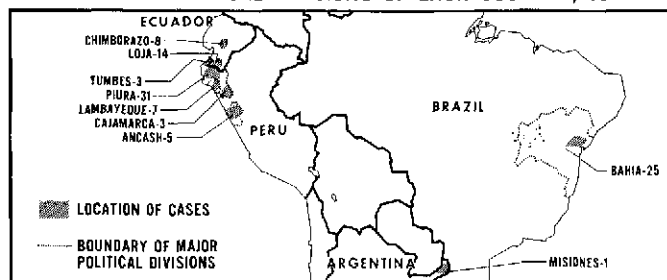 ECUADOR
CHIMBORAZO-8
LOJA-14
TUMBES-3
PIURA-31
LAMBAYEQUE-7
CAJAMARCA-3
ANCASH-5
PERU
BRAZIL
BAHIA-25
LOCATION OF CASES
BOUNDARY OF MAJOR
POLITICAL DIVISIONS
ARGENTINA
MISIONES-1